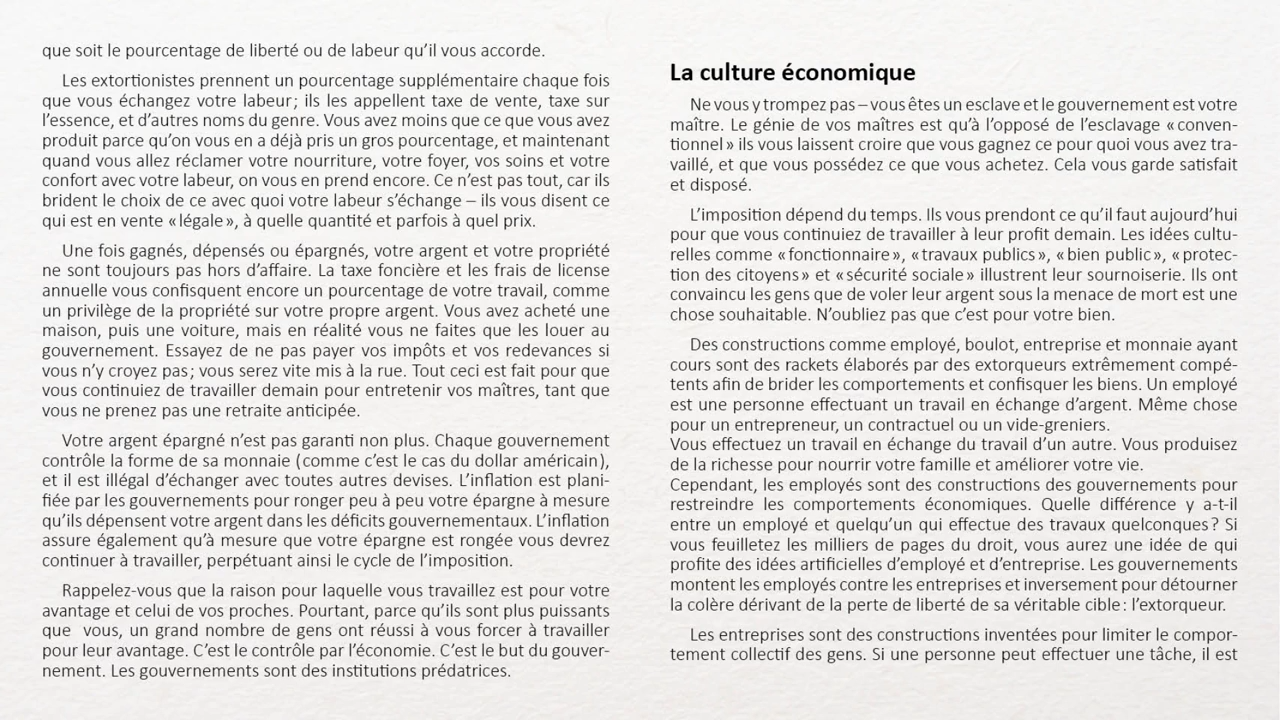 que soit le pourcentage de liberté ou de labeur qu'il vous accorde.
Les extortionistes prennent un pourcentage supplémentaire chaque fois
que vous échangez votre labeur; ils les appellent taxe de vente, taxe sur
l'essence, et d'autres noms du genre. Vous avez moins que ce que vous avez
produit parce qu'on vous en a déjà pris un gros pourcentage, et maintenant
quand vous allez réclamer votre nourriture, votre foyer, vos soins et votre
confort avec votre labeur, on vous en prend encore. Ce n'est pas tout, car ils
brident le choix de ce avec quoi votre labeur s'échange – ils vous disent ce
qui est en vente «légale», à quelle quantité et parfois à quel prix.
Une fois gagnés, dépensés ou épargnés, votre argent et votre propriété
ne sont toujours pas hors d'affaire. La taxe foncière et les frais de license
annuelle vous confisquent encore un pourcentage de votre travail, comme
un privilège de la propriété sur votre propre argent. Vous avez acheté une
maison, puis une voiture, mais en réalité vous ne faites que les louer au
gouvernement. Essayez de ne pas payer vos impôts et vos redevances si
vous n'y croyez pas; vous serez vite mis à la rue. Tout ceci est fait pour que
vous continuiez de travailler demain pour entretenir vos maîtres, tant que
vous ne prenez pas une retraite anticipée.
Votre argent épargné n'est pas garanti non plus. Chaque gouvernement
contrôle la forme de sa monnaie (comme c'est le cas du dollar américain),
et il est illégal d'échanger avec toutes autres devises. L'inflation est plani-
fiée par les gouvernements pour ronger peu à peu votre épargne à mesure
qu'ils dépensent votre argent dans les déficits gouvernementaux. L'inflation
assure également qu'à mesure que votre épargne est rongée vous devrez
continuer à travailler, perpétuant ainsi le cycle de l'imposition.
Rappelez-vous que la raison pour laquelle vous travaillez est pour votre
avantage et celui de vos proches. Pourtant, parce qu'ils sont plus puissants
que vous, un grand nombre de gens ont réussi à vous forcer à travailler
pour leur avantage. C'est le contrôle par l'économie. C'est le but du gouver-
nement. Les gouvernements sont des institutions prédatrices.
La culture économique
Ne vous y trompez pas – vous êtes un esclave et le gouvernement est votre
maître. Le génie de vos maîtres est qu'à l'opposé de l'esclavage «conven-
tionnel» ils vous laissent croire que vous gagnez ce pour quoi vous avez tra-
vaillé, et que vous possédez ce que vous achetez. Cela vous garde satisfait
et disposé.
L'imposition dépend du temps. Ils vous prendont ce qu'il faut aujourd'hui
pour que vous continuiez de travailler à leur profit demain. Les idées cultu-
relles comme «fonctionnaire», «travaux publics», «bien public», «protec-
tion des citoyens» et «sécurité sociale» illustrent leur sournoiserie. Ils ont
convaincu les gens que de voler leur argent sous la menace de mort est une
chose souhaitable. N'oubliez pas que c'est pour votre bien.
Des constructions comme employé, boulot, entreprise et monnaie ayant
cours sont des rackets élaborés par des extorqueurs extrêmement compé-
tents afin de brider les comportements et confisquer les biens. Un employé
est une personne effectuant un travail en échange d'argent. Même chose
pour un entrepreneur, un contractuel ou un vide-greniers.
Vous effectuez un travail en échange du travail d'un autre. Vous produisez
de la richesse pour nourrir votre famille et améliorer votre vie.
Cependant, les employés sont des constructions des gouvernements pour
restreindre les comportements économiques. Quelle différence y a-t-il
entre un employé et quelqu'un qui effectue des travaux quelconques? Si
vous feuilletez les milliers de pages du droit, vous aurez une idée de qui
profite des idées artificielles d'employé et d'entreprise. Les gouvernements
montent les employés contre les entreprises et inversement pour détourner
la colère dérivant de la perte de liberté de sa véritable cible: l'extorqueur.
Les entreprises sont des constructions inventées pour limiter le compor-
tement collectif des gens. Si une personne peut effectuer une tâche, il est